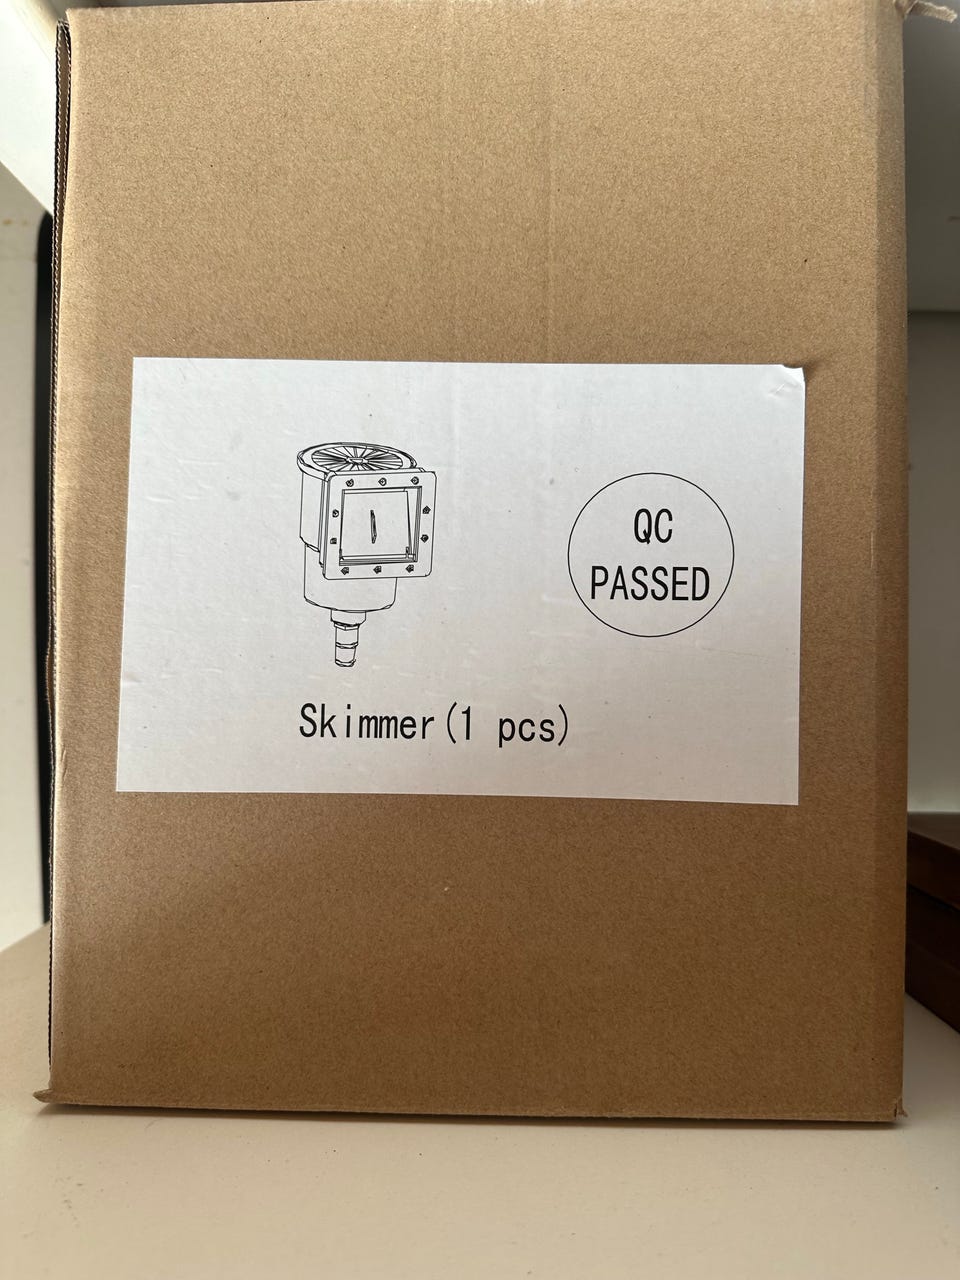 QC
PASSED
Skimmer(1 pcs)